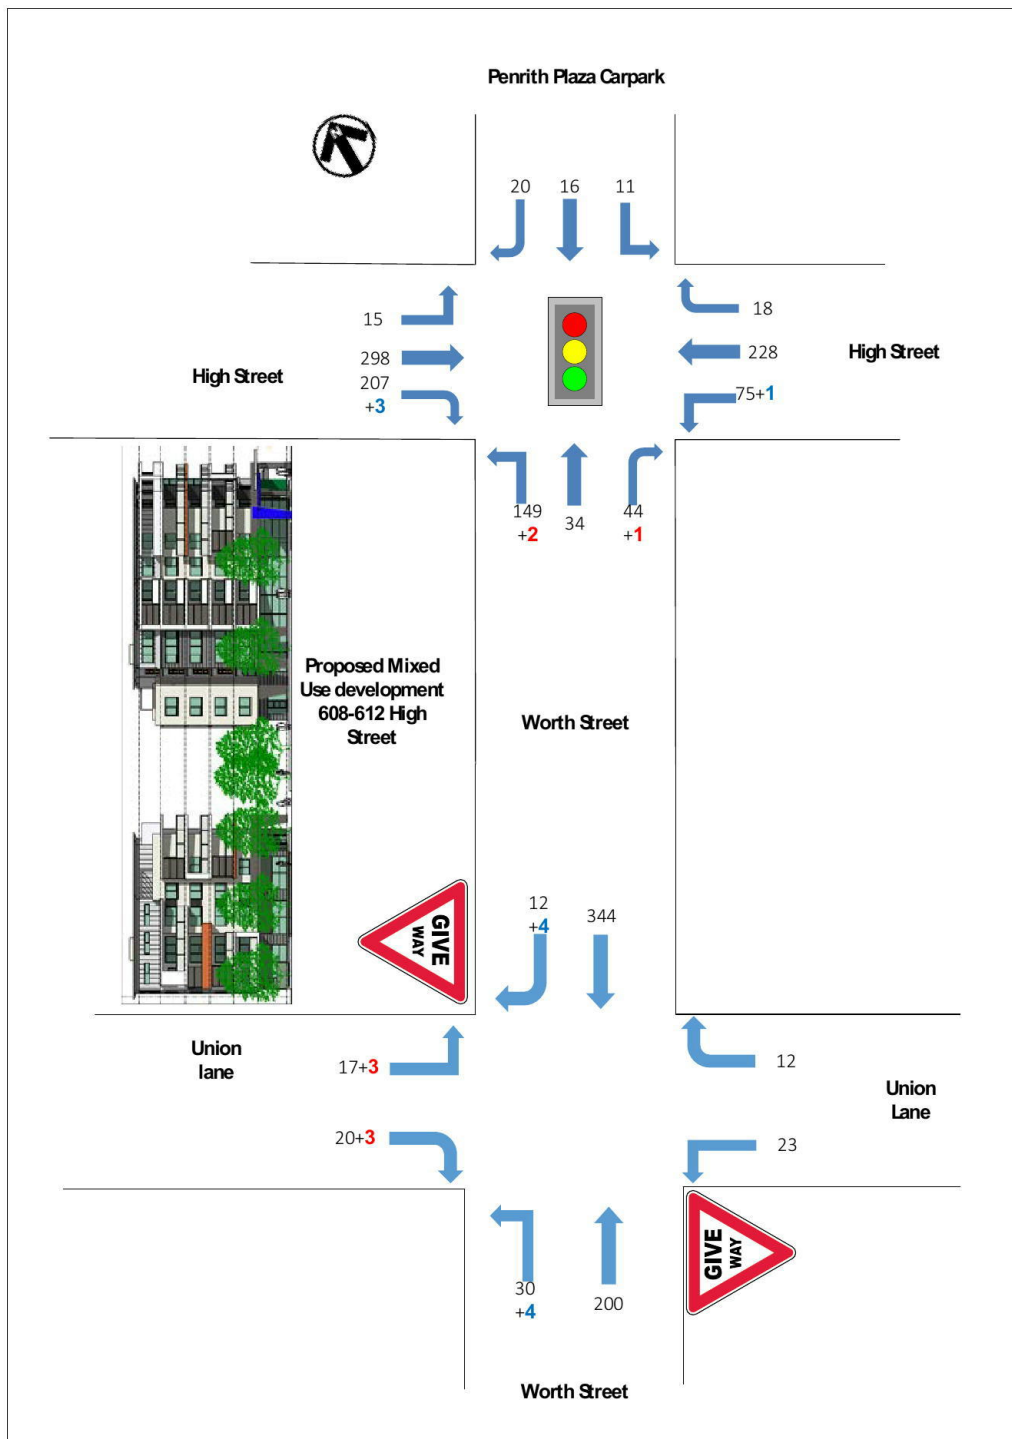 Penrith Plaza Carpark
N
20 16 11
15
18
298
228
High Street
High Street
207
+3
75+1
149
+2
34
44
+1
Proposed Mixed
Use development
608-612 High
Street
Worth Street
12
+4
344
GIVE
WAY
Union
lane
17+3
12
Union
Lane
20+3
23
30
+4
200
GIVE
WAY
Worth Street